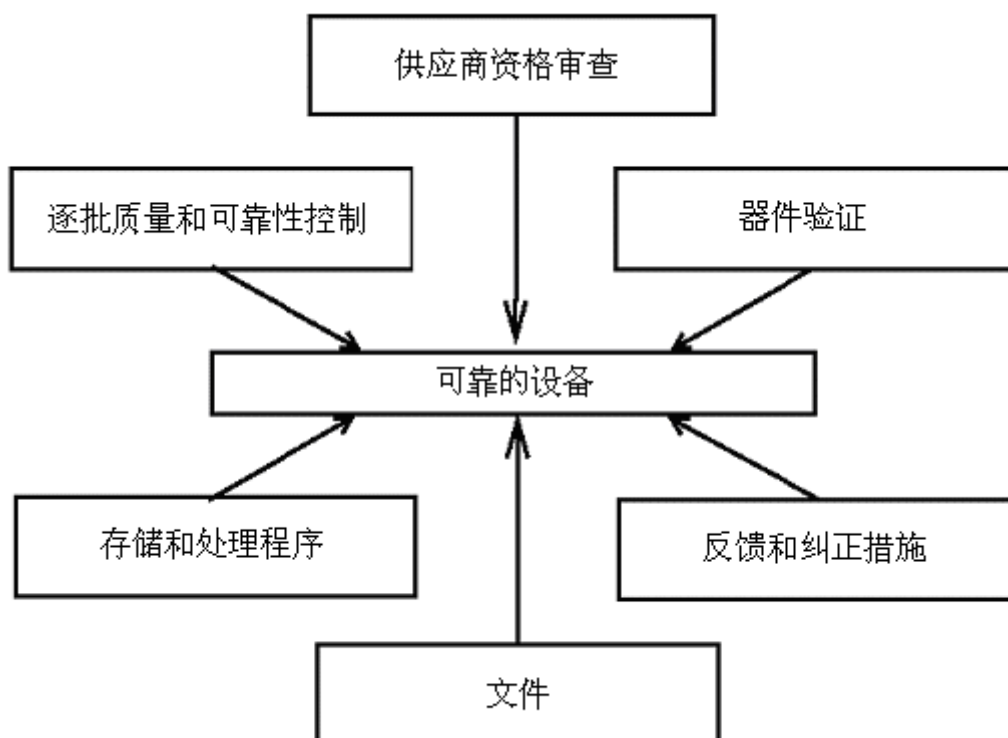 供应商资格审查
逐批质量和可靠性控制
器件验证
可靠的设备
存储和处理程序
反馈和纠正措施
文件